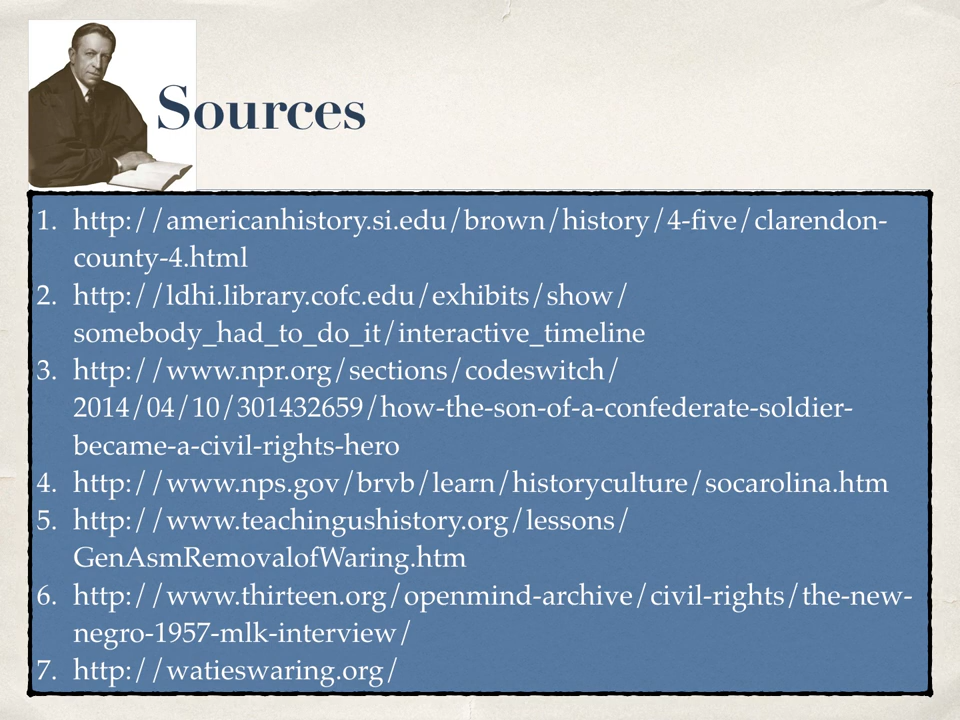 Sources
1. http://americanhistory.si.edu/brown/history/4-five/clarendon-
county-4.html
2. http://ldhi.library.cofc.edu/exhibits/show/
somebody_had_to_do_it/interactive_timeline
3. http://www.npr.org/sections/codeswitch/
2014/04/10/301432659/how-the-son-of-a-confederate-soldier-
became-a-civil-rights-hero
4. http://www.nps.gov/brvb/learn/historyculture/socarolina.htm
5. http://www.teachingushistory.org/lessons/
GenAsmRemovalofWaring.htm
6. http://www.thirteen.org/openmind-archive/civil-rights/the-new-
negro-1957-mlk-interview/
7. http://watieswaring.org/